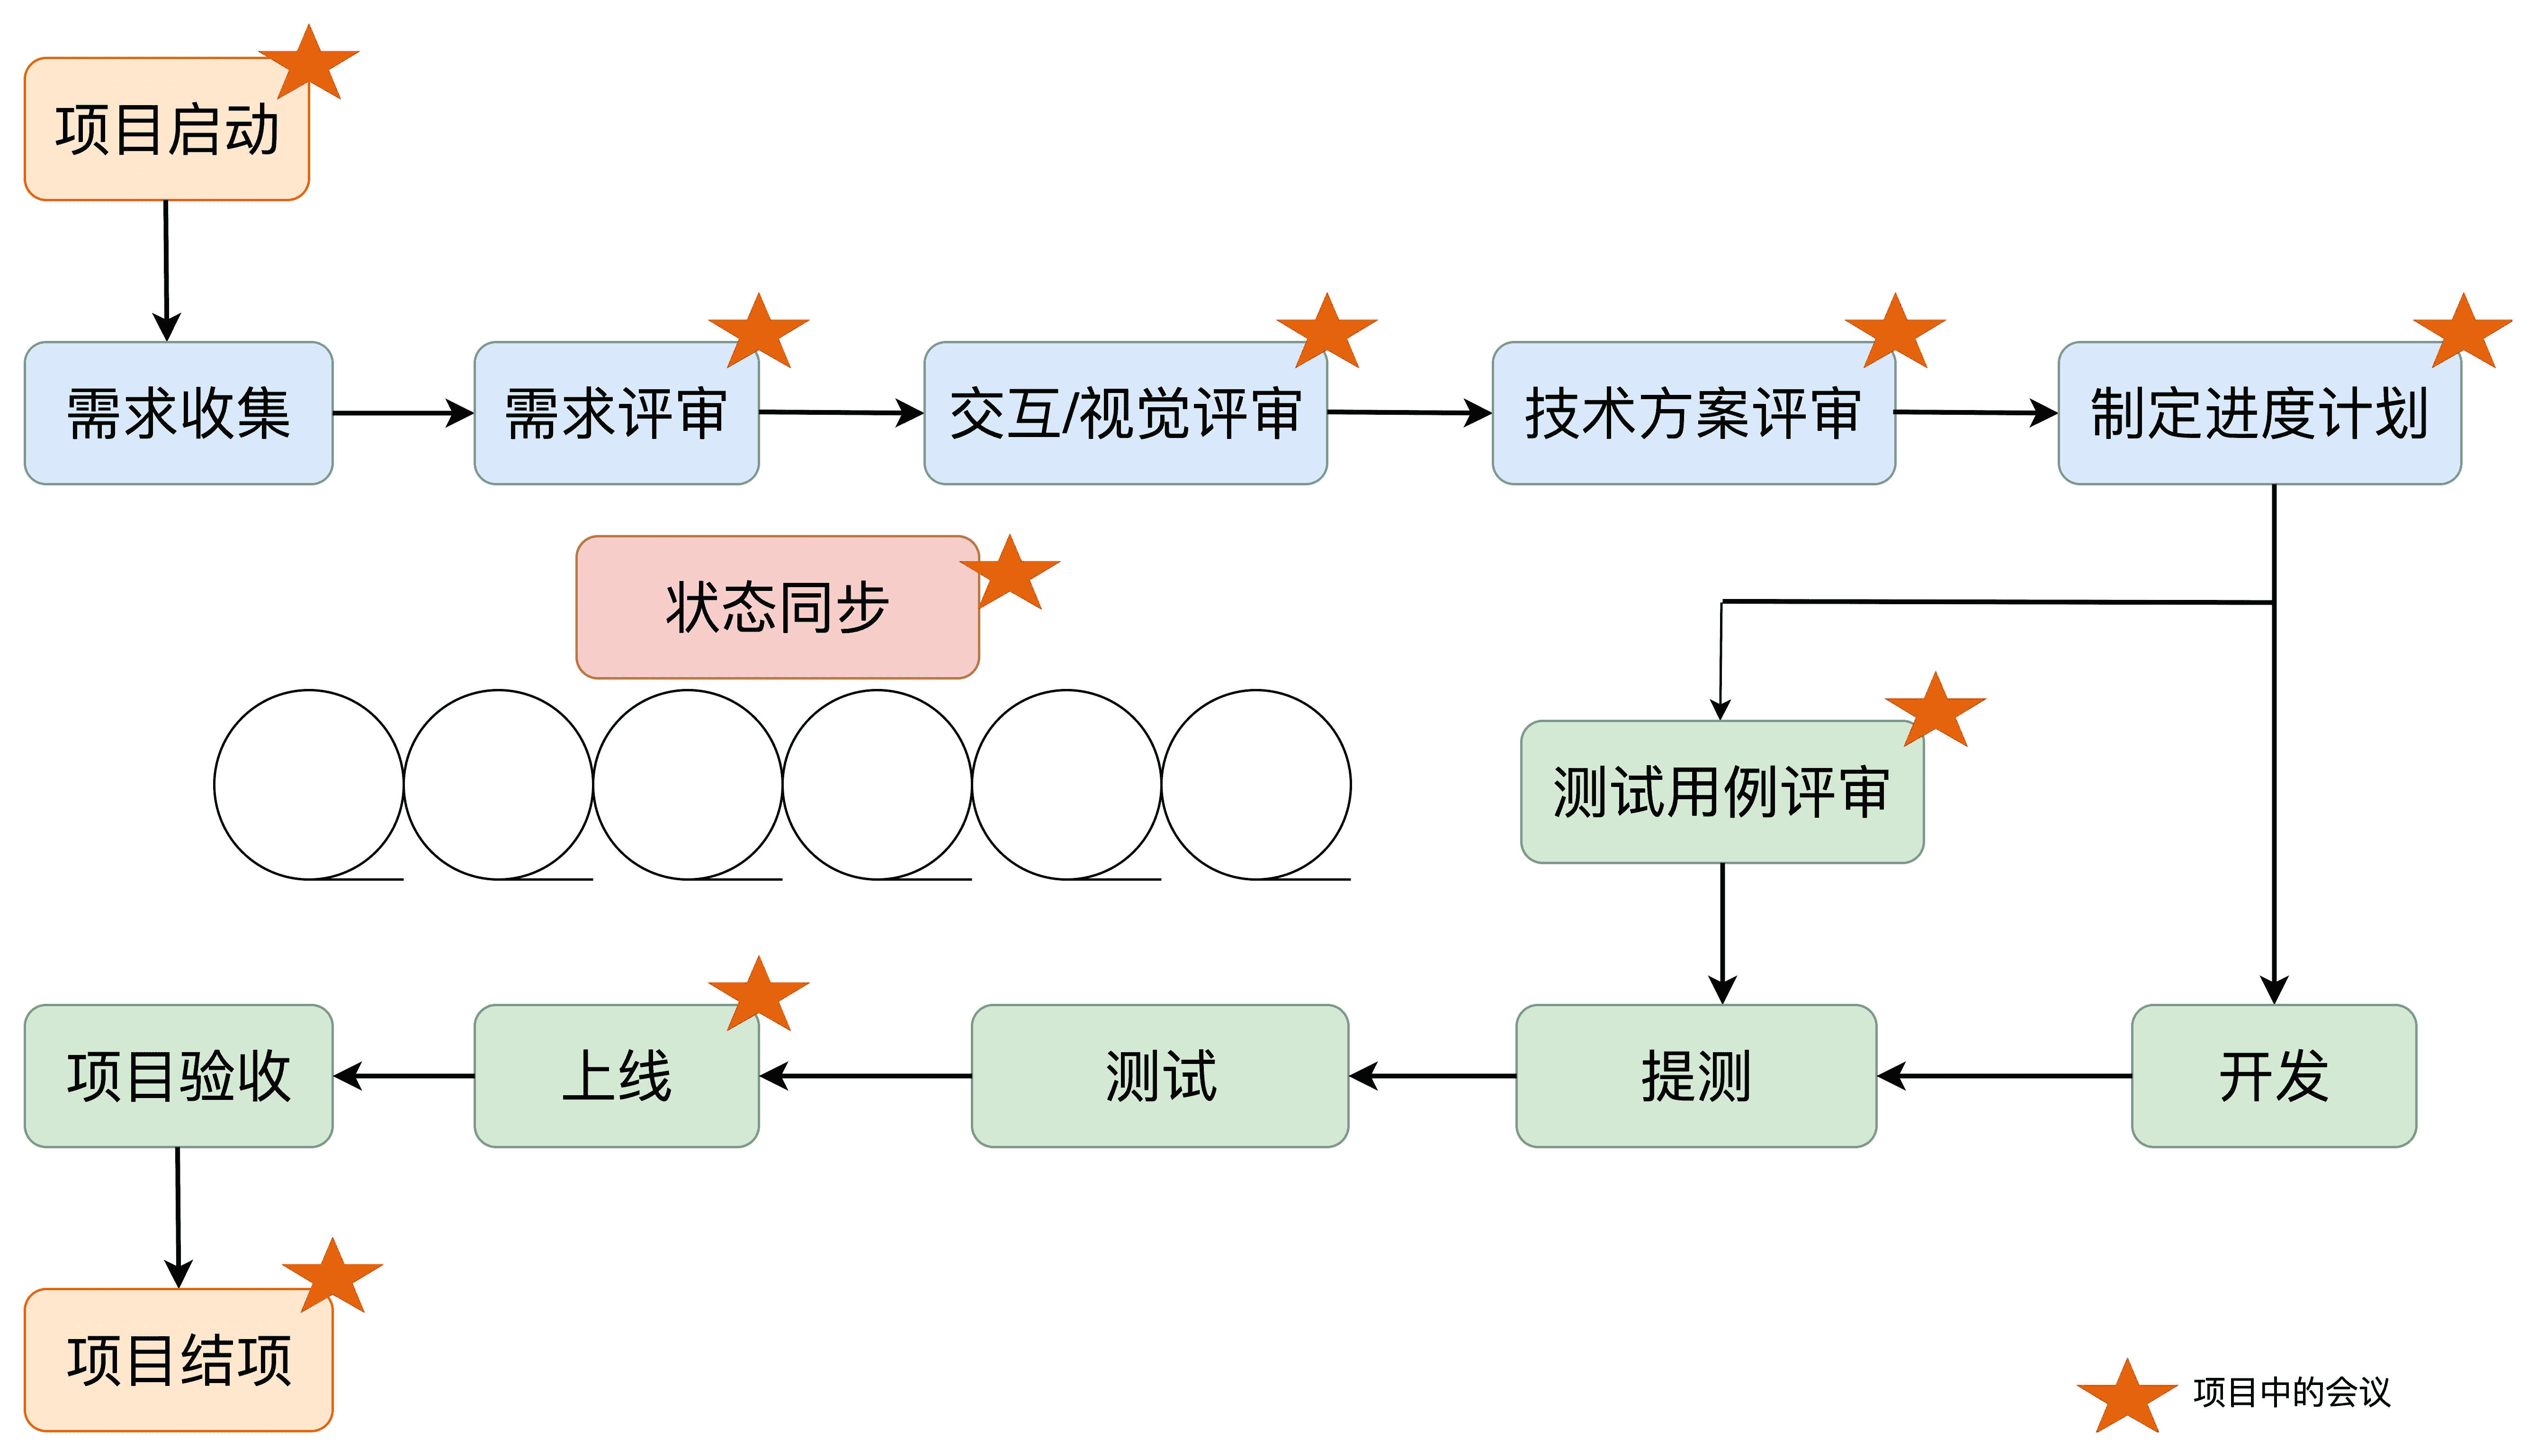 项目启动
需求收集
需求评审
交互/视觉评审
技术方案评审
制定进度计划
状态同步
测试用例评审
项目验收
上线
测试
提测
开发
项目结项
项目中的会议